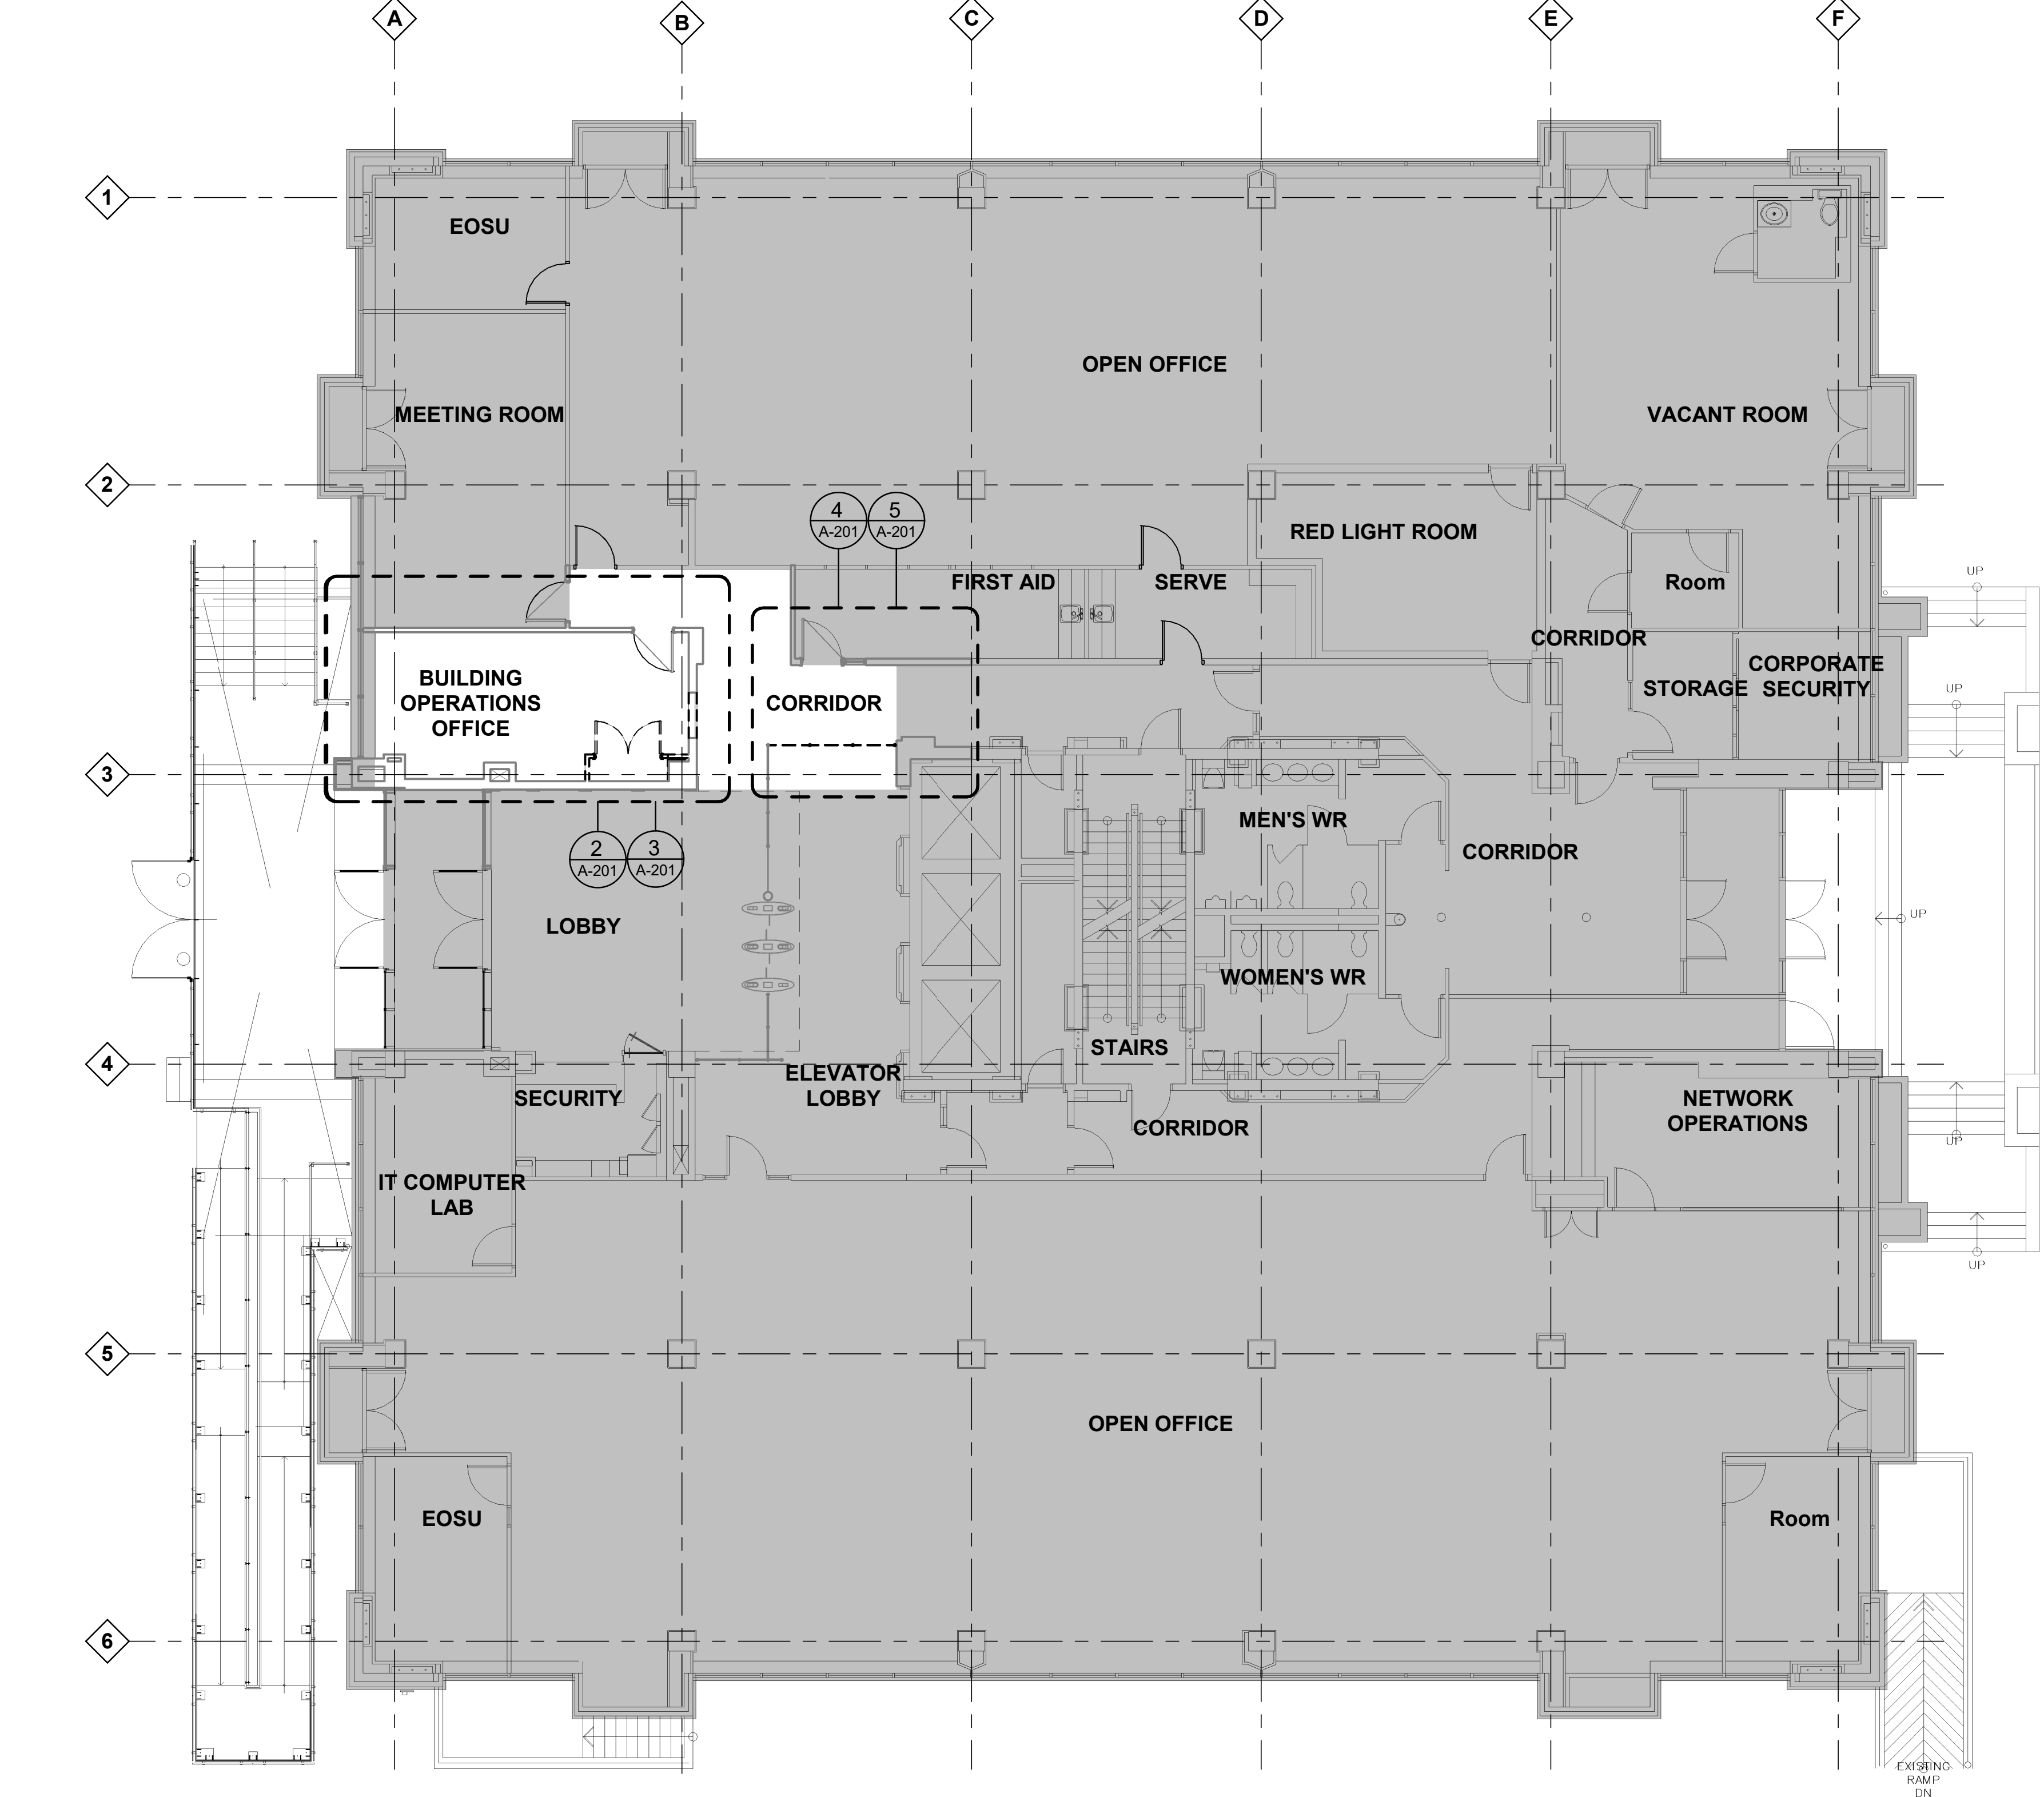 A
B
C
D
E
F
1
EOSU
OPEN OFFICE
MEETING ROOM
VACANT ROOM
2
4
A-201
5
A-201
RED LIGHT ROOM
FIRST AID
SERVE
Room
UP
CORRIDOR
BUILDING
OPERATIONS
OFFICE
CORRIDOR
STORAGE
CORPORATE
SECURITY
UP
3
2
A-201
3
A-201
MEN'S WR
CORRIDOR
LOBBY
UP
WOMEN'S WR
STAIRS
4
ELEVATOR
LOBBY
SECURITY
CORRIDOR
NETWORK
OPERATIONS
UP
IT COMPUTER
LAB
UP
5
OPEN OFFICE
EOSU
Room
6
EXISTING
RAMP
DN